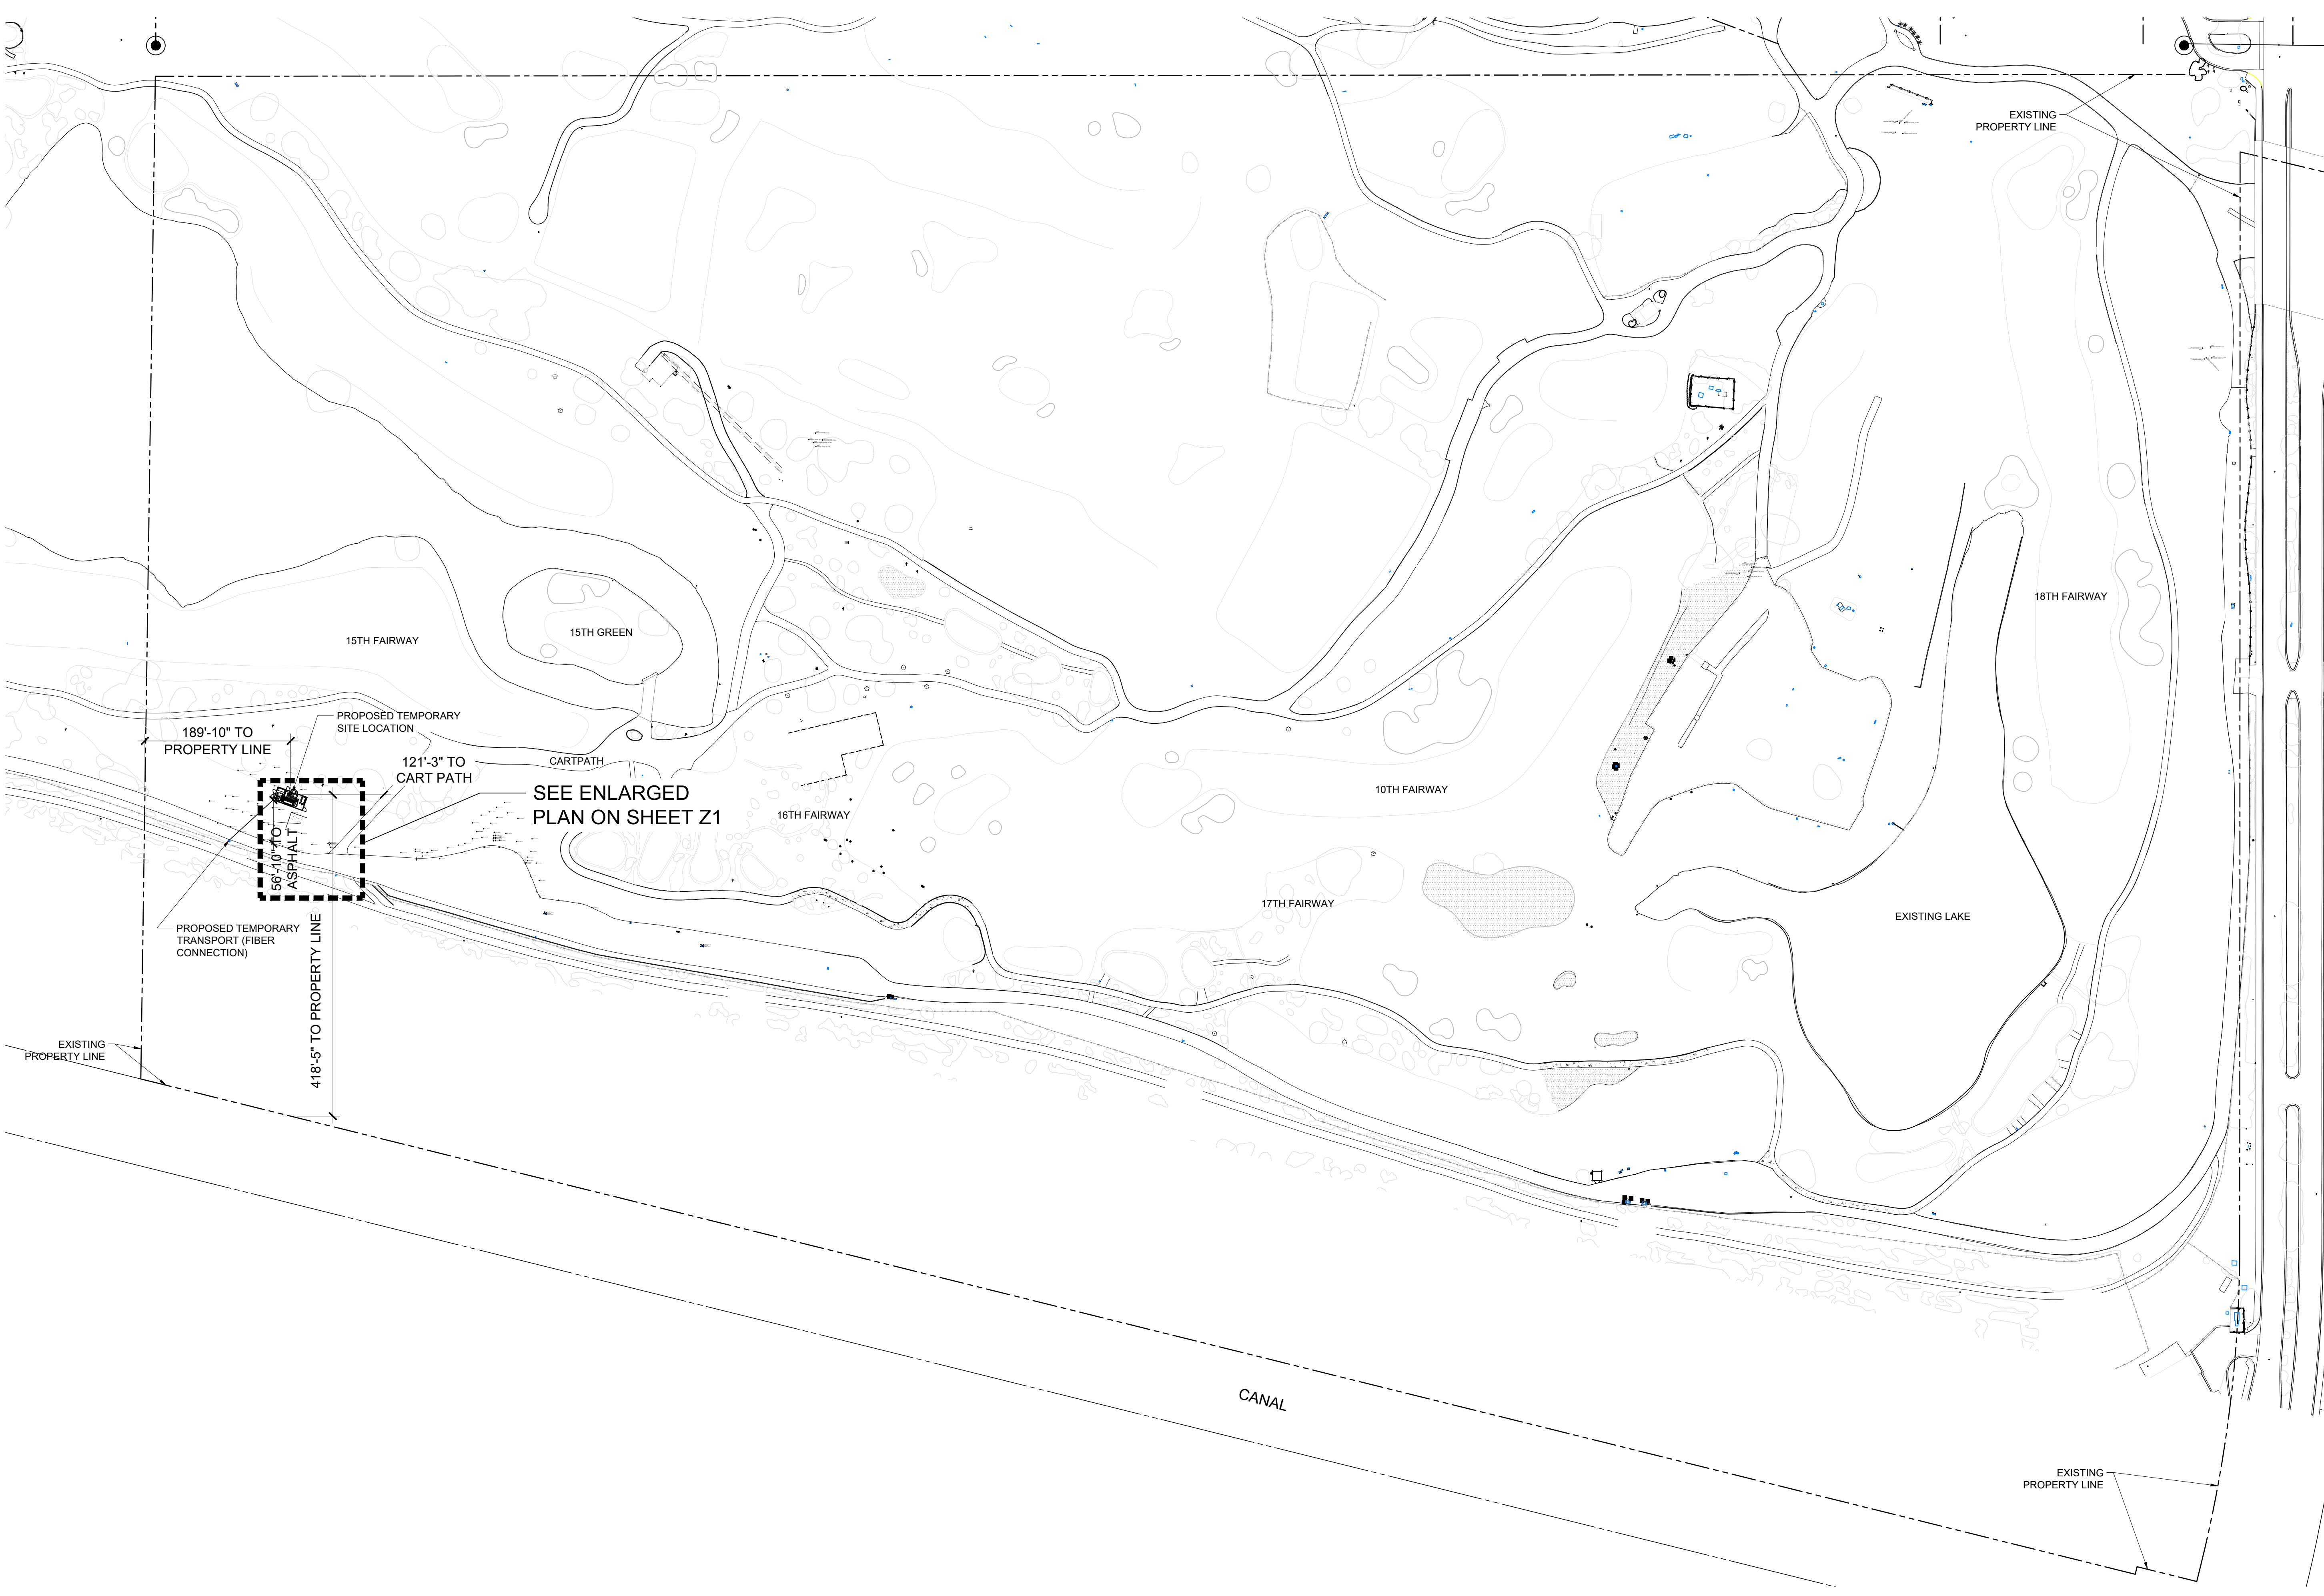 EXISTING
PROPERTY LINE
18TH FAIRWAY
15TH GREEN
15TH FAIRWAY
PROPOSED TEMPORARY
SITE LOCATION
189'-10" TO
PROPERTY LINE
121'-3" TO
CART PATH
CARTPATH
SEE ENLARGED
PLAN ON SHEET Z1
16TH FAIRWAY
10TH FAIRWAY
56'-10" TO
ASPHALT
17TH FAIRWAY
EXISTING LAKE
PROPOSED TEMPORARY
TRANSPORT (FIBER
CONNECTION)
418'-5" TO PROPERTY LINE
EXISTING
PROPERTY LINE
CANAL
EXISTING
PROPERTY LINE